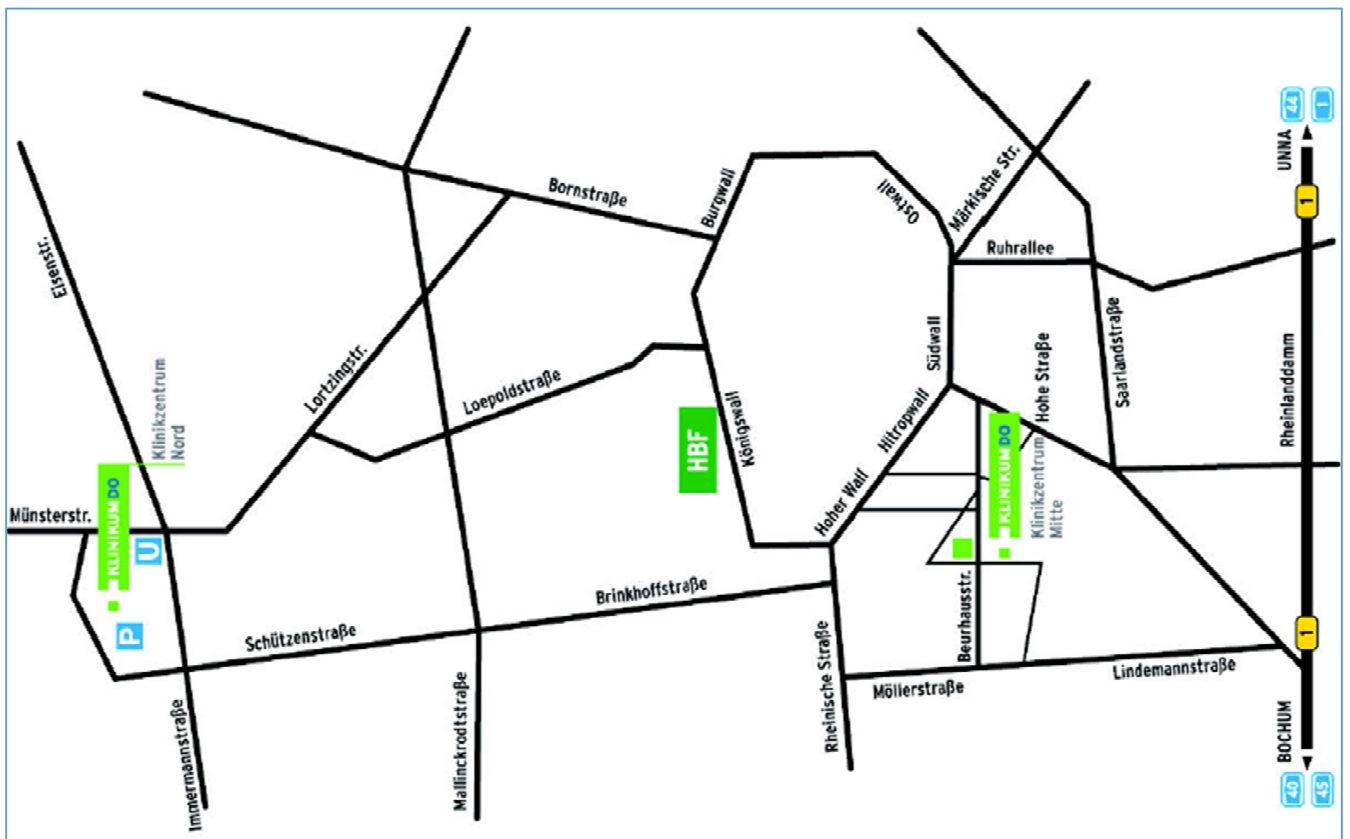 Eisenstr.
Bornstraße
Burgwall
Ostwall
Märkische Str.
UNNA
44
1
1
Ruhrallee
Lortzingstr.
Loepoldstraße
Klinikzentrum
Nord
KLINIKUM DO
Münsterstr.
U
P
HBF
Königswall
Südwall
Hitropwall
Hoher Wall
Hohe Straße
Saarlandstraße
Rheinlanddamm
KLINIKUM DO
Klinikzentrum
Mitte
Schützenstraße
Brinkhoffstraße
Beurhausstr.
Immermannstraße
Mallinckrodtstraße
Rheinische Straße
Möllerstraße
Lindemannstraße
1
BOCHUM
40
45